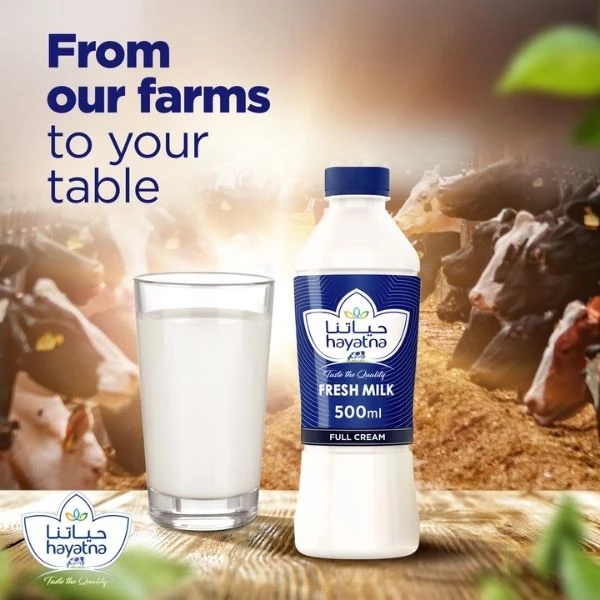 From
our farms
to your
table
حياتنا
hayatna
Taste the Quality
FRESH MILK
500ml
FULL CREAM
حياتنا
hayatna
Taste the Quality